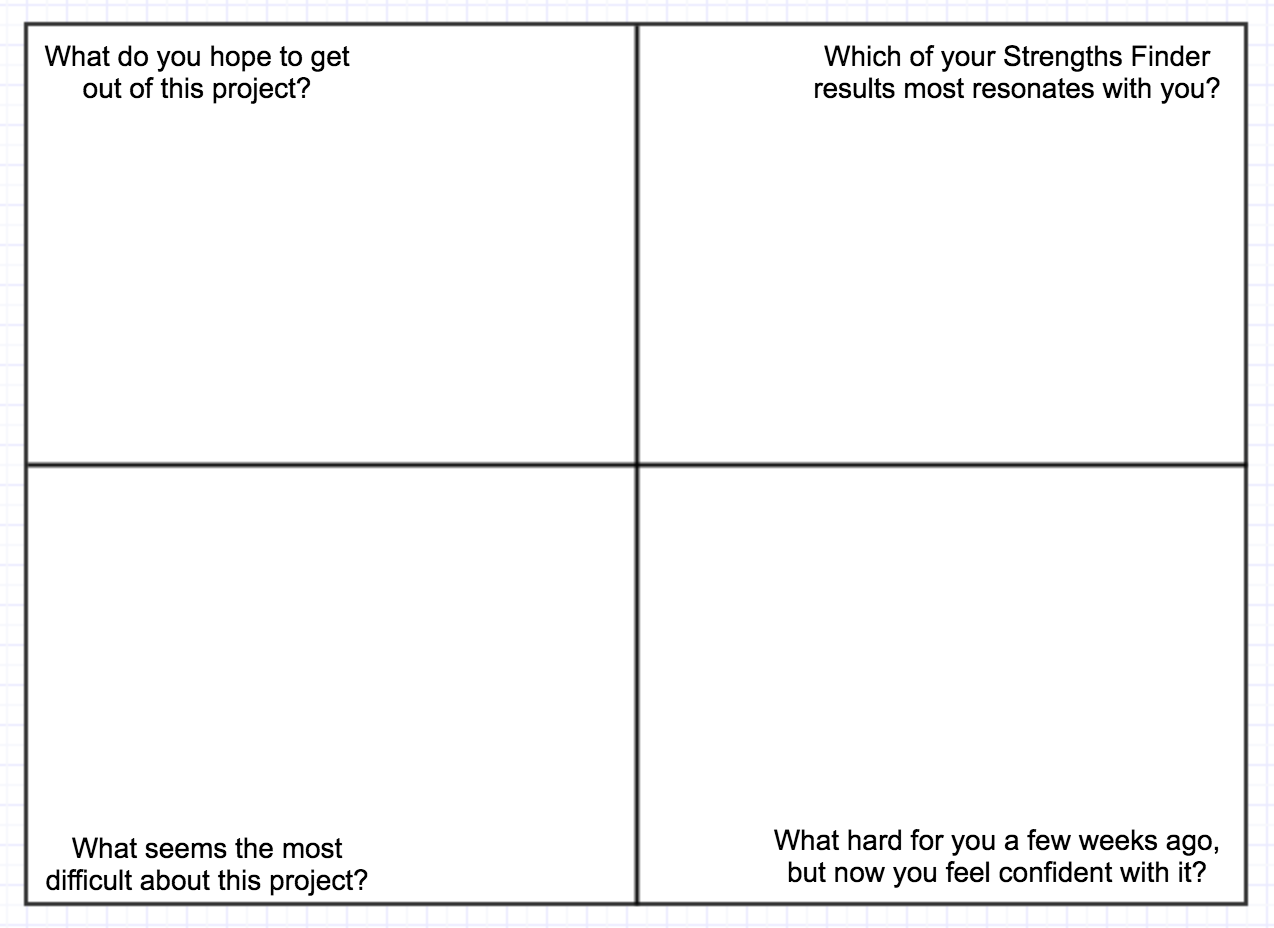 What do you hope to get
out of this project?
Which of your Strengths Finder
results most resonates with you?
What seems the most
difficult about this project?
What hard for you a few weeks ago,
but now you feel confident with it?